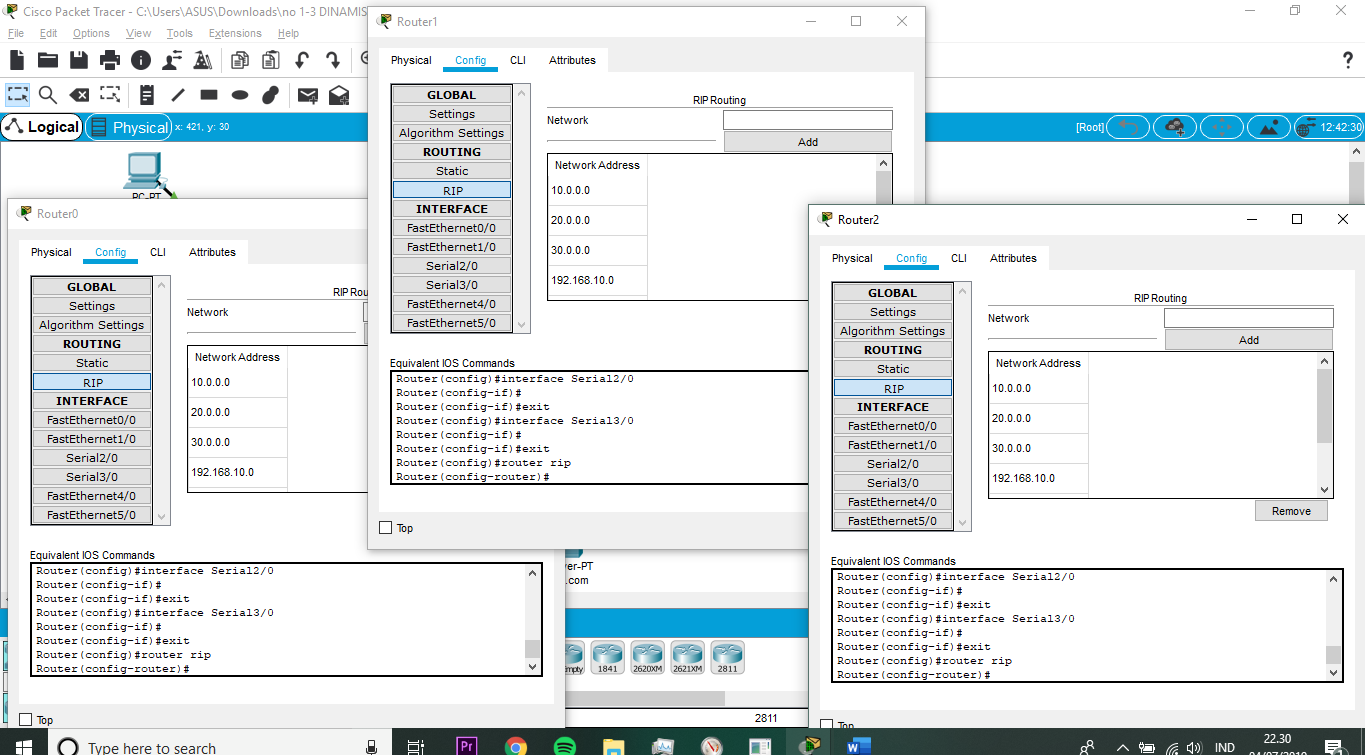 Cisco Packet Tracer - C:\Users\ASUS\Downloads\no 1-3 DINAMIS
File Edit Options View Tools Extensions Help
Logical
Physical
x: 421, y: 30
[Root]
12:42:30
PC-PT
Router1
Physical Config CLI Attributes
GLOBAL
Settings
Algorithm Settings
ROUTING
Static
RIP
INTERFACE
FastEthernet0/0
FastEthernet1/0
Serial2/0
Serial3/0
FastEthernet4/0
FastEthernet5/0
RIP Routing
Network
Add
Network Address
10.0.0.0
20.0.0.0
30.0.0.0
192.168.10.0
Equivalent IOS Commands
Router(config)#interface Serial2/0
Router(config-if)#
Router(config-if)#exit
Router(config)#interface Serial3/0
Router(config-if)#
Router(config-if)#exit
Router(config)#router rip
Router(config-router)#
Top
Router0
Physical Config CLI Attributes
GLOBAL
Settings
Algorithm Settings
ROUTING
Static
RIP
INTERFACE
FastEthernet0/0
FastEthernet1/0
Serial2/0
Serial3/0
FastEthernet4/0
FastEthernet5/0
RIP Rou
Network
Network Address
10.0.0.0
20.0.0.0
30.0.0.0
192.168.10.0
Equivalent IOS Commands
Router(config)#interface Serial2/0
Router(config-if)#
Router(config-if)#exit
Router(config)#interface Serial3/0
Router(config-if)#
Router(config-if)#exit
Router(config)#router rip
Router(config-router)#
Top
Router2
Physical Config CLI Attributes
GLOBAL
Settings
Algorithm Settings
ROUTING
Static
RIP
INTERFACE
FastEthernet0/0
FastEthernet1/0
Serial2/0
Serial3/0
FastEthernet4/0
FastEthernet5/0
RIP Routing
Network
Add
Network Address
10.0.0.0
20.0.0.0
30.0.0.0
192.168.10.0
Remove
Equivalent IOS Commands
Router(config)#interface Serial2/0
Router(config-if)#
Router(config-if)#exit
Router(config)#interface Serial3/0
Router(config-if)#
Router(config-if)#exit
Router(config)#router rip
Router(config-router)#
Top
ver-PT
.com
mpty 1841 2620XM 2621XM 2811
2811
Type here to search
Pr
IND
22.30
04/07/2019